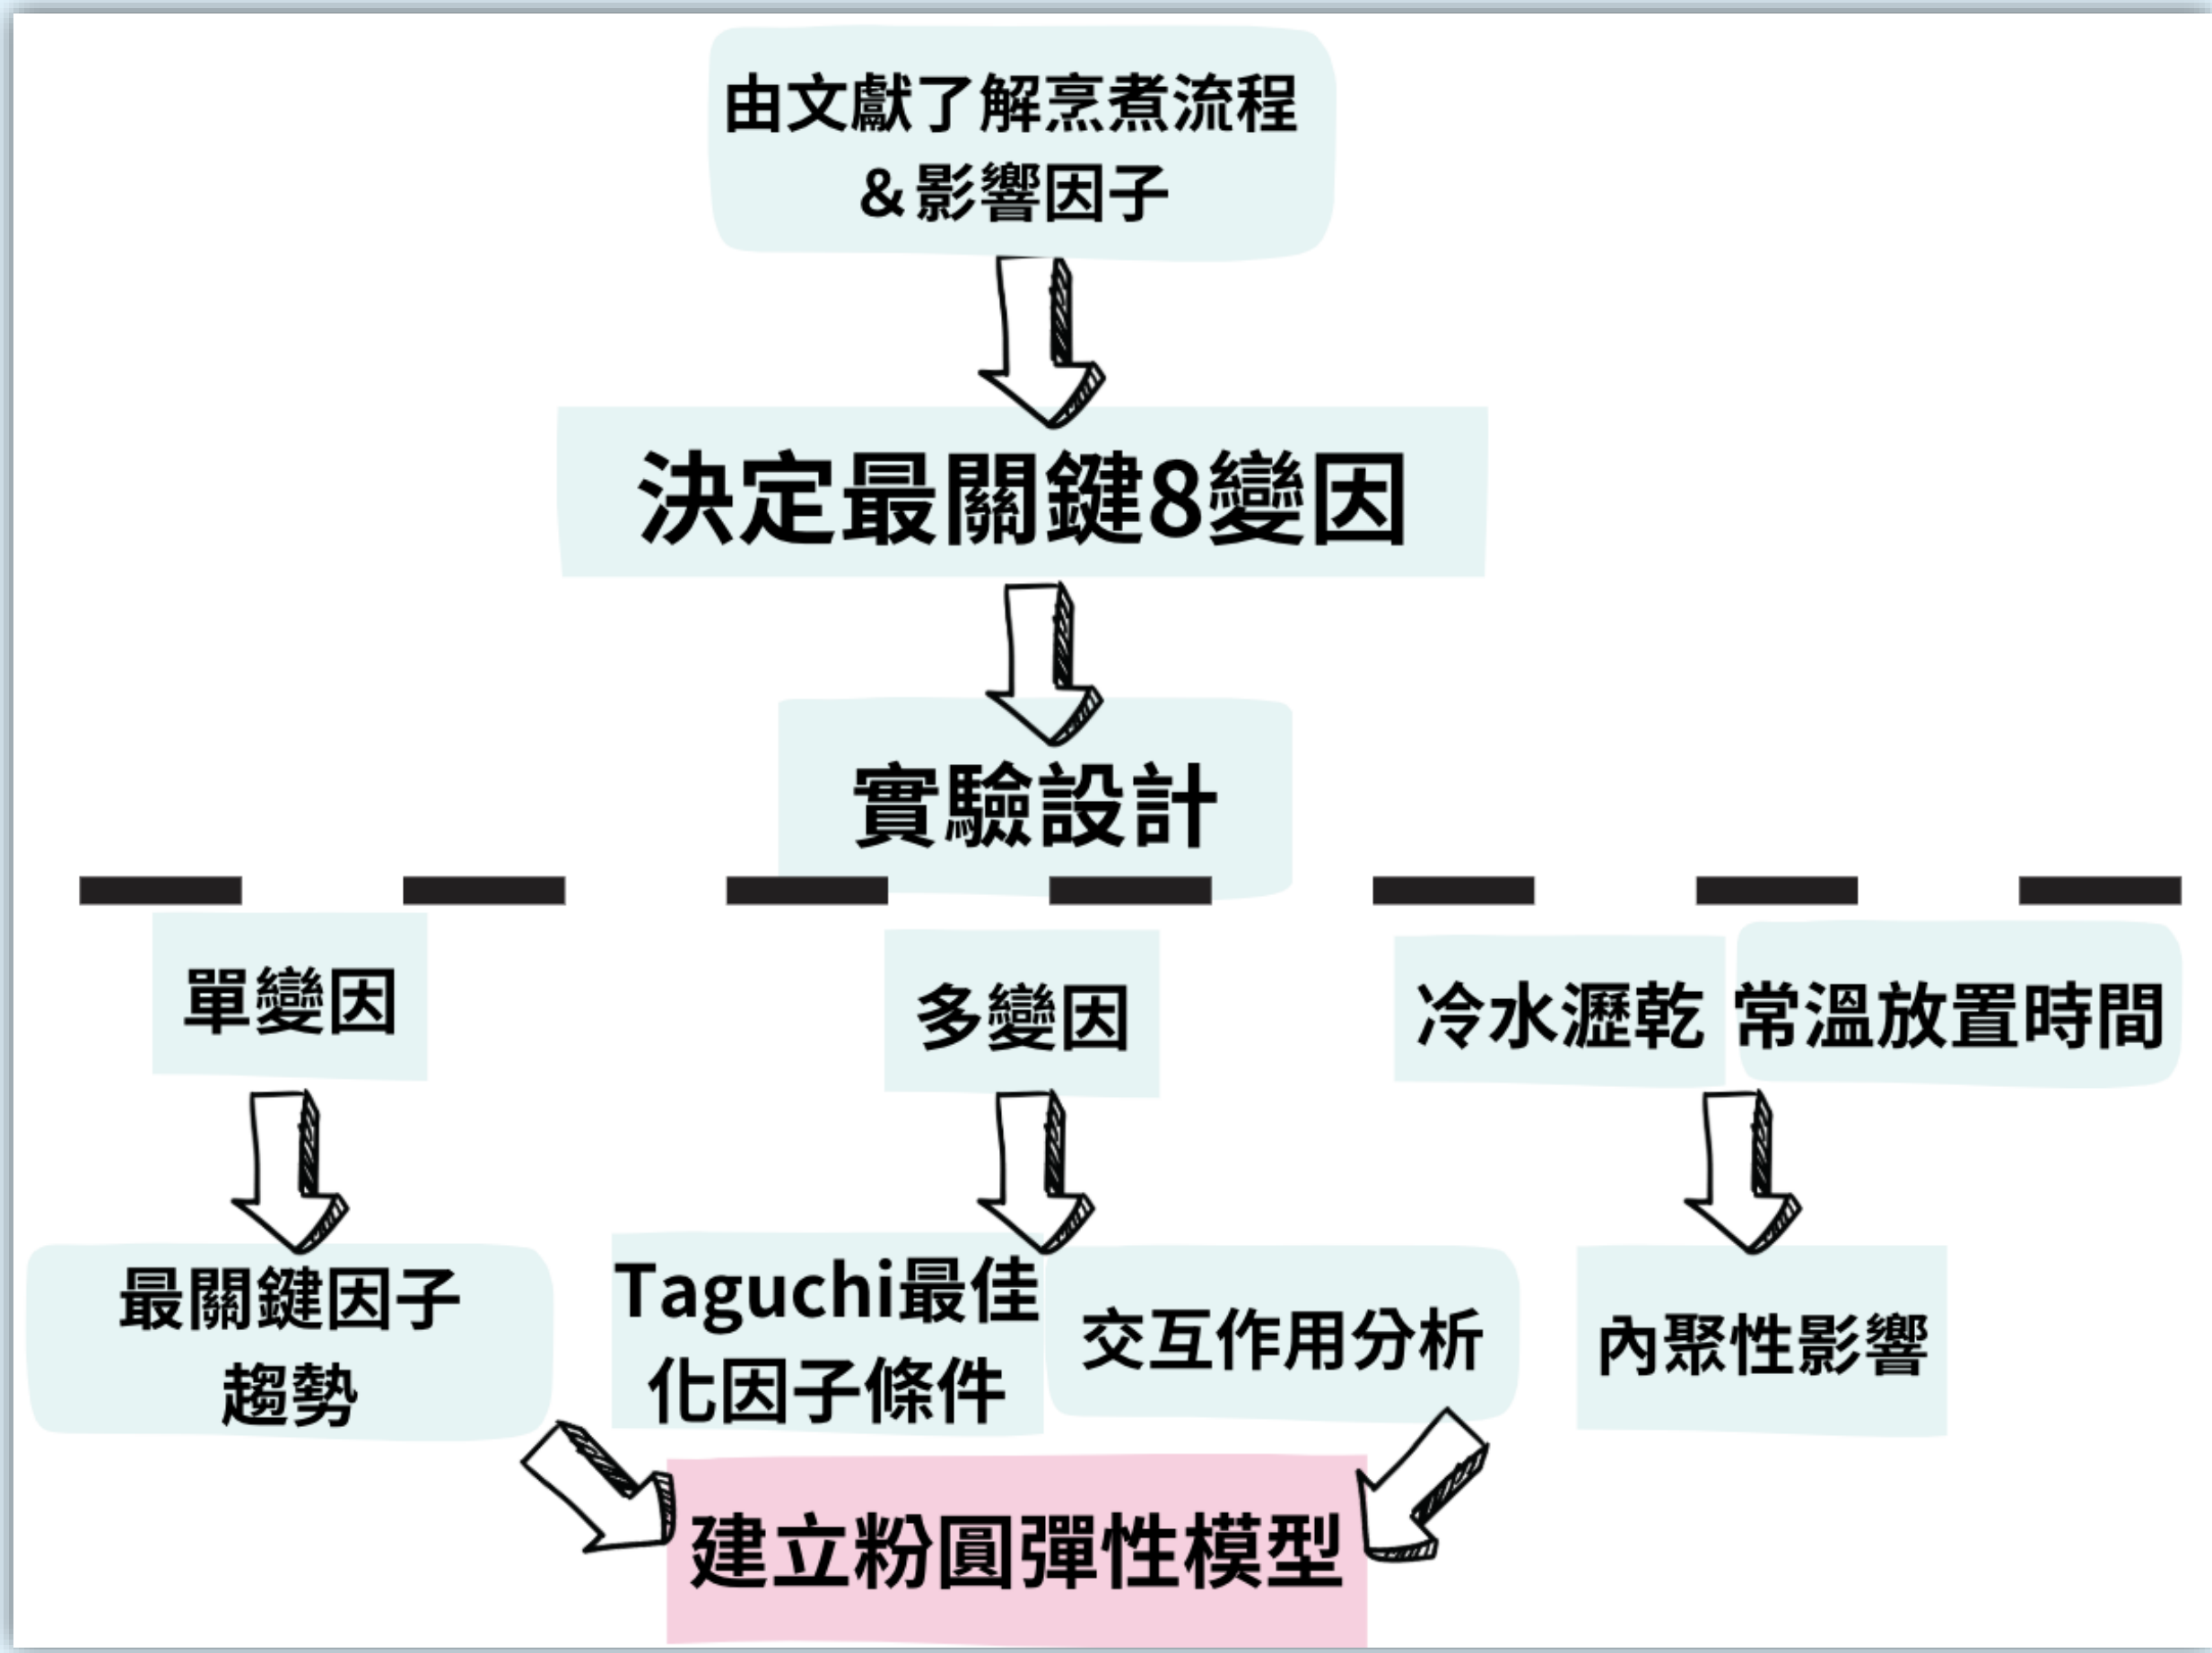 由文獻了解烹煮流程
&影響因子
決定最關鍵8變因
實驗設計
單變因
多變因
冷水瀝乾
常溫放置時間
最關鍵因子
趨勢
Taguchi最佳
化因子條件
交互作用分析
內聚性影響
建立粉圓彈性模型